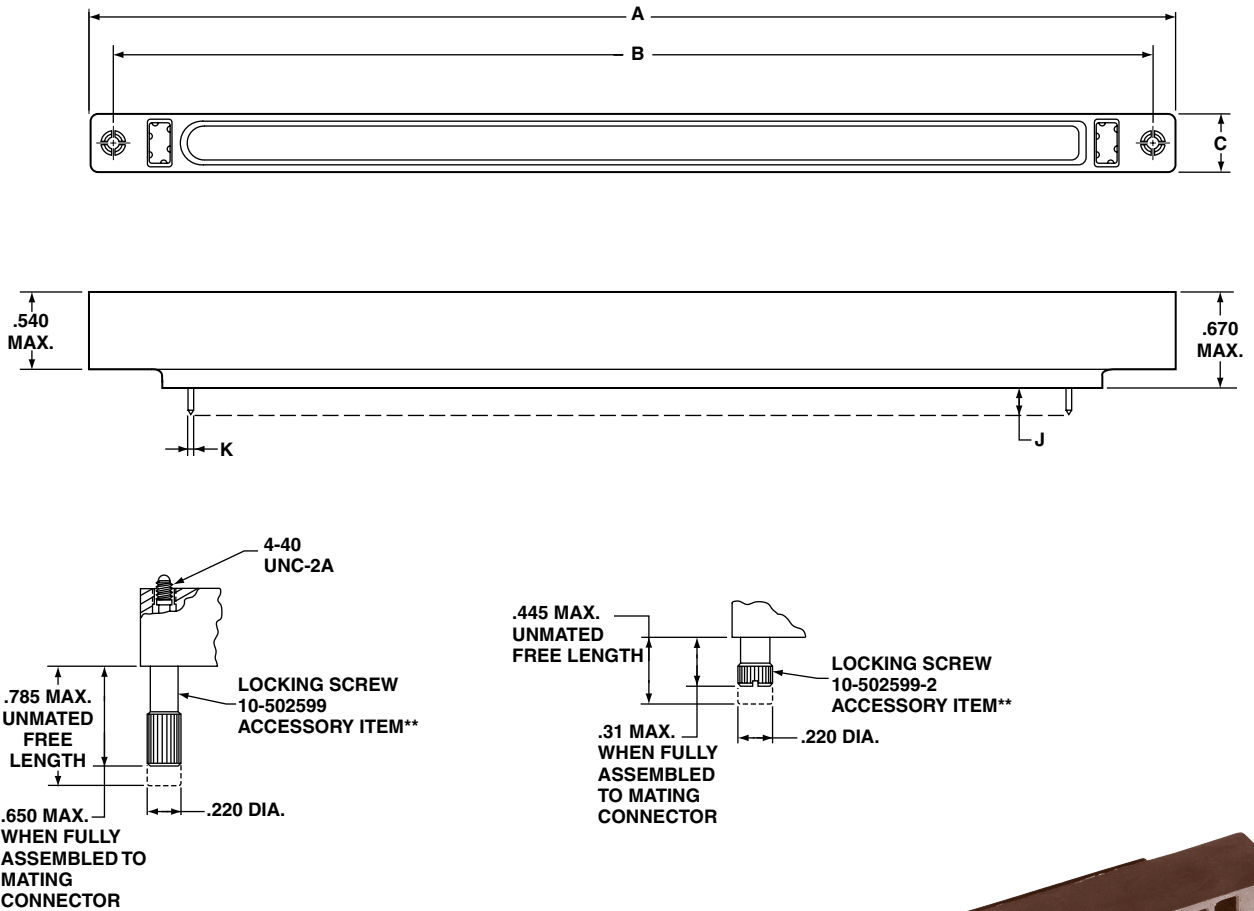 A
B
C
.540
MAX.
.670
MAX.
K
J
4-40
UNC-2A
LOCKING SCREW
10-502599
ACCESSORY ITEM**
.785 MAX.
UNMATED
FREE
LENGTH
.220 DIA.
.650 MAX.
WHEN FULLY
ASSEMBLED TO
MATING
CONNECTOR
.445 MAX.
UNMATED
FREE LENGTH
LOCKING SCREW
10-502599-2
ACCESSORY ITEM**
.31 MAX.
WHEN FULLY
ASSEMBLED
TO MATING
CONNECTOR
.220 DIA.